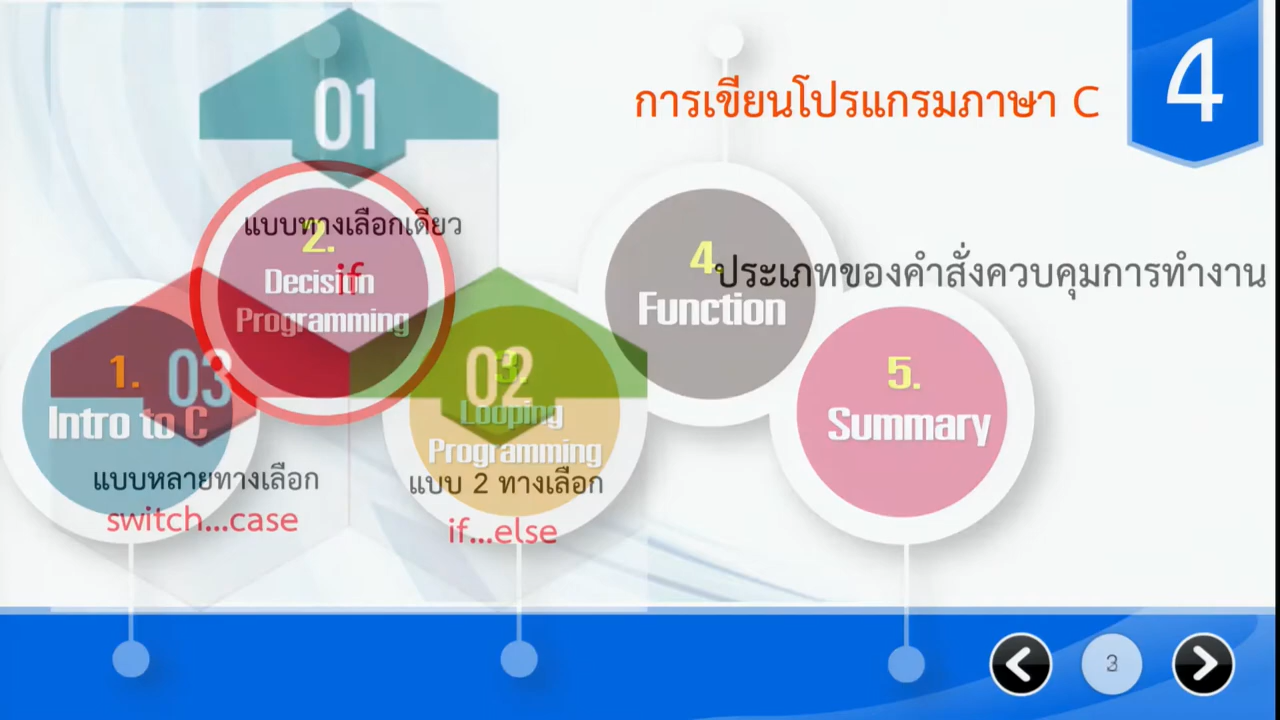 4
การเขียนโปรแกรมภาษา C
ประเภทของคำสั่งควบคุมการทำงาน
01
แบบทางเลือกเดียว
if
02
แบบ 2 ทางเลือก
if...else
03
แบบหลายทางเลือก
switch...case
1.
Intro to C
2.
Decision
Programming
3.
Looping
Programming
4.
Function
5.
Summary
3